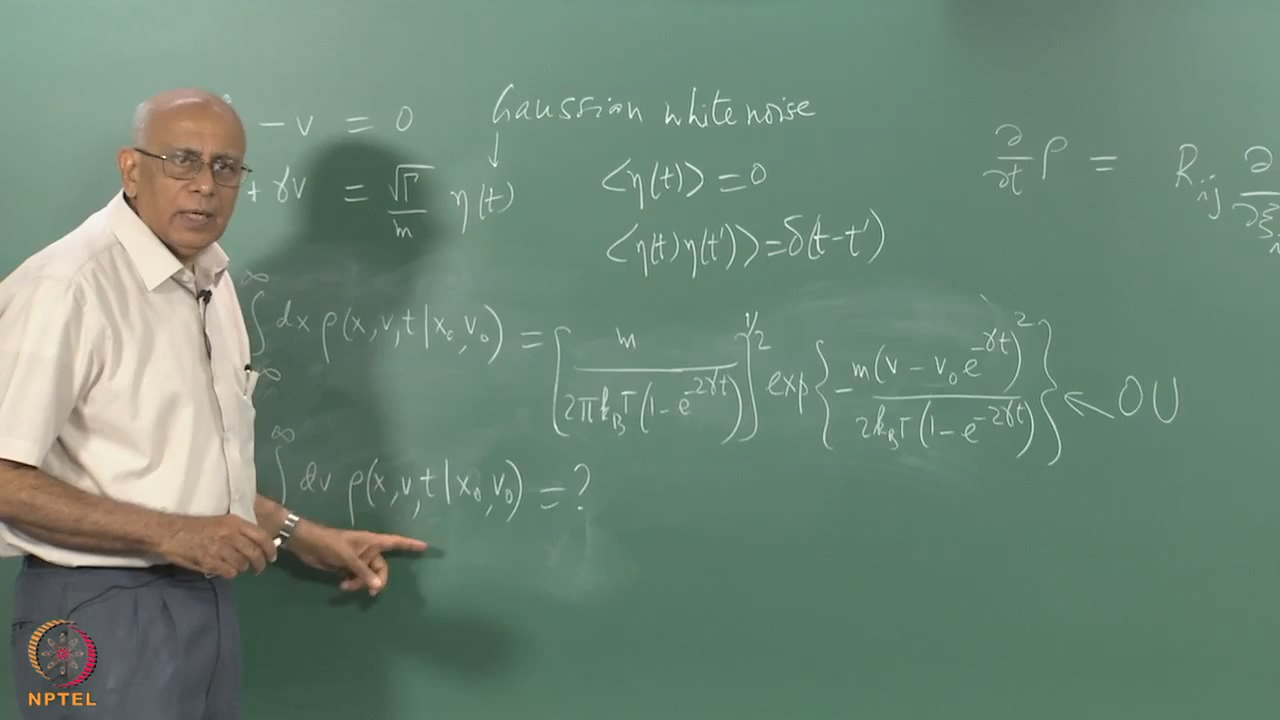 − v = 0
Gaussian white noise
+ γv = √Γ/m η(t)
⟨η(t)⟩ = 0
⟨η(t)η(t')⟩ = δ(t−t')
∂/∂t ρ = R_ij ∂/∂ξ_i
∫_{-∞}^{∞} dx ρ(x,v,t|x₀,v₀) = [m/(2πk_BT(1−e^{−2γt}))]^{1/2} exp{−m(v−v₀e^{−γt})²/(2k_BT(1−e^{−2γt}))} ← OU
∫^{∞} dv ρ(x,v,t|x₀,v₀) = ?
NPTEL